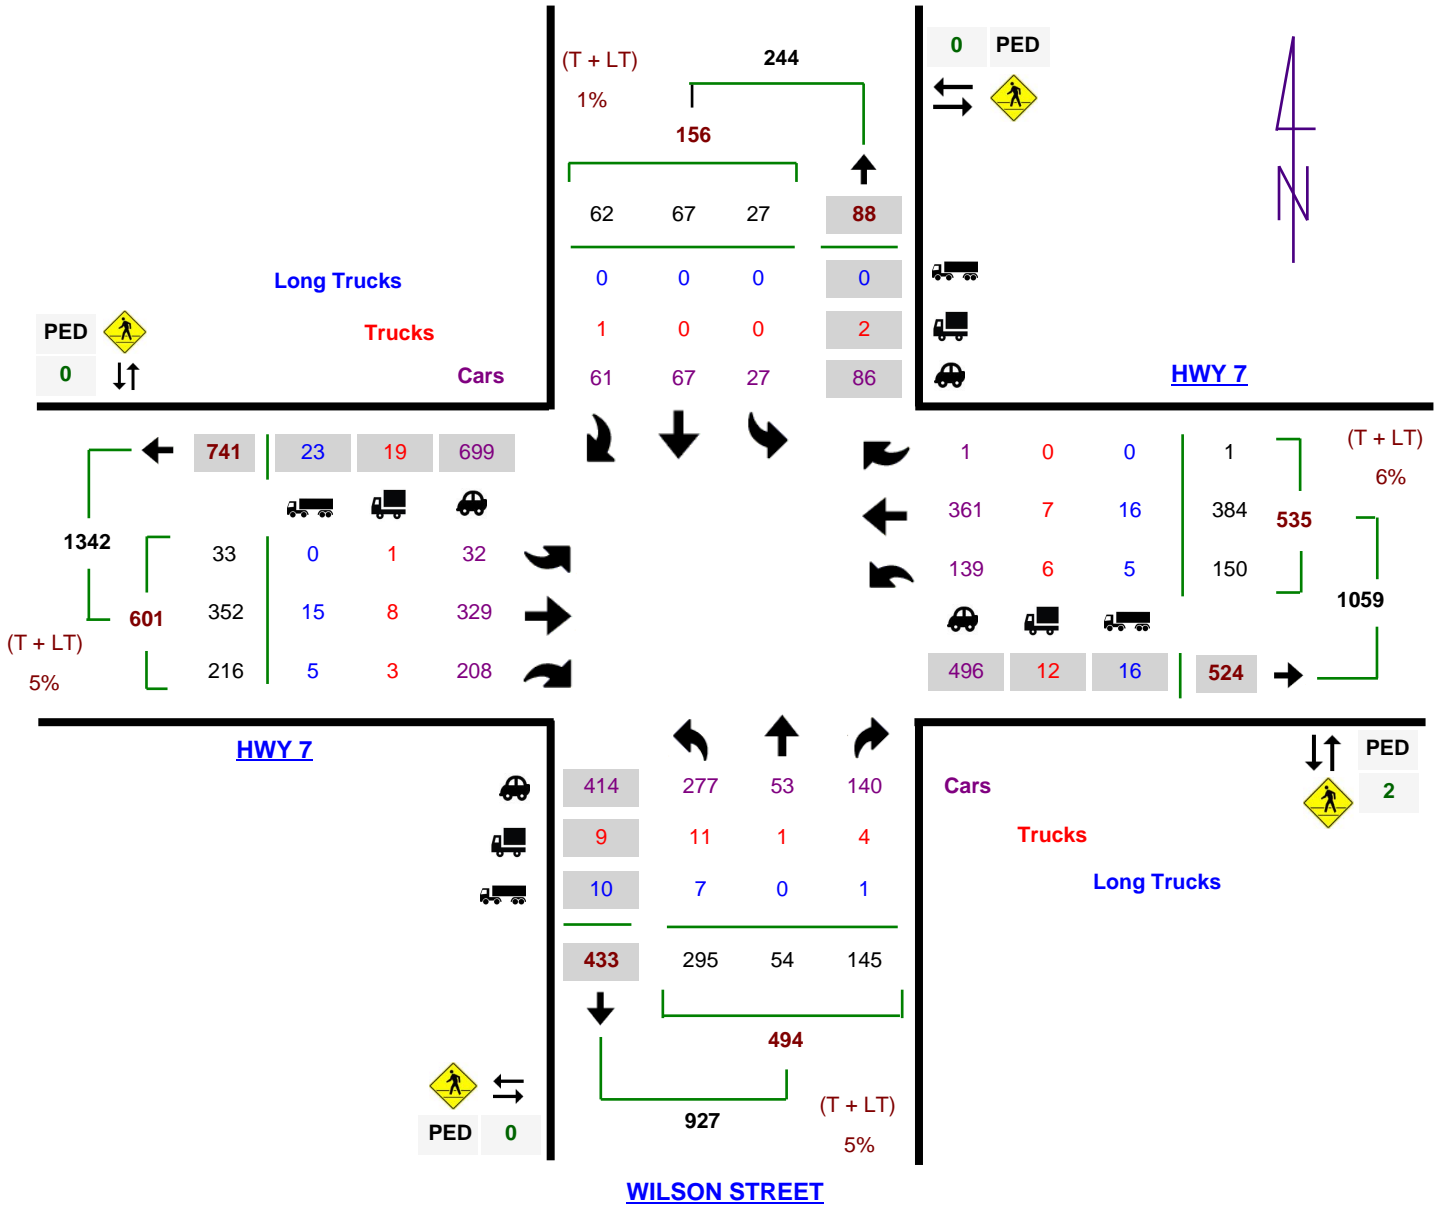 0 PED
(T + LT) 244
1%
156
62 67 27 88
N
Long Trucks 0 0 0 0
PED Trucks 1 0 0 2
0 Cars 61 67 27 86 HWY 7
741 23 19 699 1 0 0 1 (T + LT)
6%
361 7 16 384 535
1342 33 0 1 32
139 6 5 150
601 352 15 8 329 1059
(T + LT)
5% 216 5 3 208 496 12 16 524
HWY 7 PED
414 277 53 140 Cars 2
9 11 1 4 Trucks
10 7 0 1 Long Trucks
433 295 54 145
494
927 (T + LT)
PED 0 5%
WILSON STREET